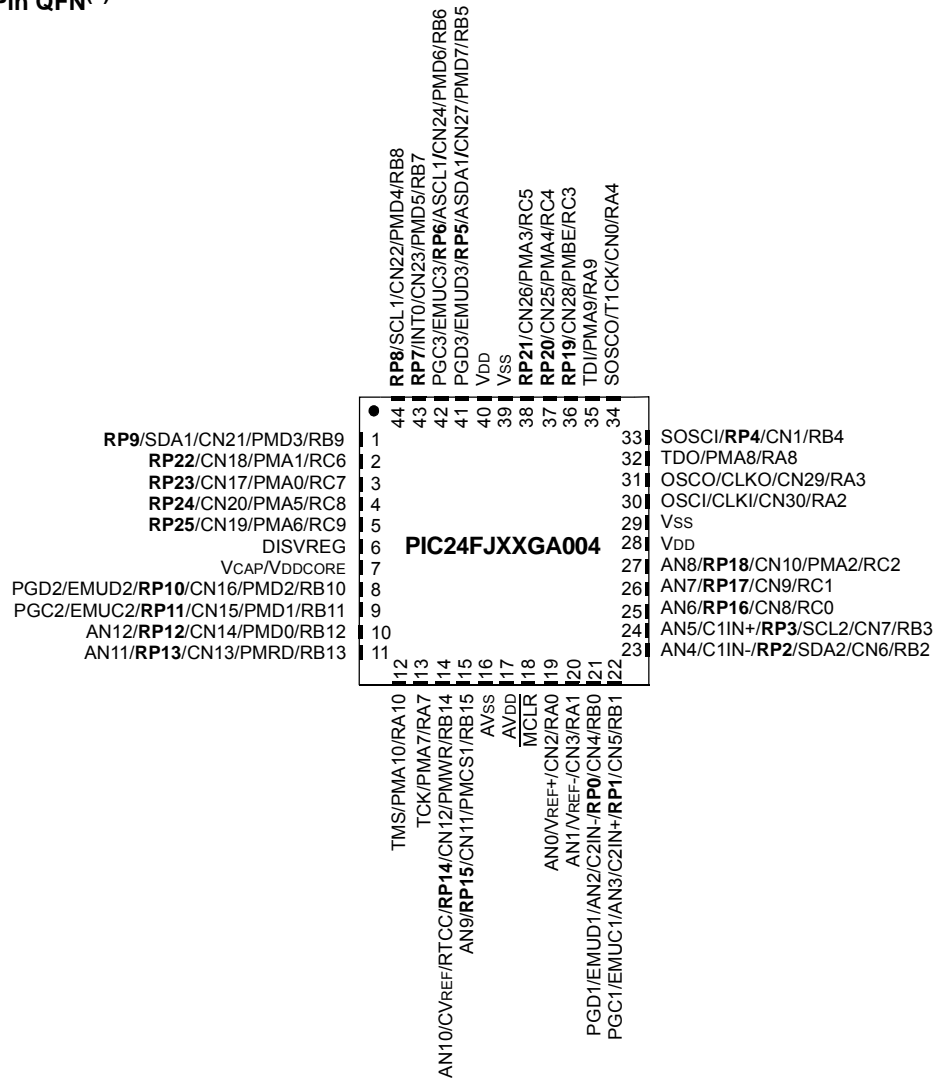 Pin QFN
RP8/SCL1/CN22/PMD4/RB8
RP7/INT0/CN23/PMD5/RB7
PGC3/EMUC3/RP6/ASCL1/CN24/PMD6/RB6
PGD3/EMUD3/RP5/ASDA1/CN27/PMD7/RB5
VDD
VSS
RP21/CN26/PMA3/RC5
RP20/CN25/PMA4/RC4
RP19/CN28/PMBE/RC3
TDI/PMA9/RA9
SOSCO/T1CK/CN0/RA4
44
43
42
41
40
39
38
37
36
35
34
RP9/SDA1/CN21/PMD3/RB9 1
RP22/CN18/PMA1/RC6 2
RP23/CN17/PMA0/RC7 3
RP24/CN20/PMA5/RC8 4
RP25/CN19/PMA6/RC9 5
DISVREG 6
VCAP/VDDCORE 7
PGD2/EMUD2/RP10/CN16/PMD2/RB10 8
PGC2/EMUC2/RP11/CN15/PMD1/RB11 9
AN12/RP12/CN14/PMD0/RB12 10
AN11/RP13/CN13/PMRD/RB13 11
PIC24FJXXGA004
33 SOSCI/RP4/CN1/RB4
32 TDO/PMA8/RA8
31 OSCO/CLKO/CN29/RA3
30 OSCI/CLKI/CN30/RA2
29 VSS
28 VDD
27 AN8/RP18/CN10/PMA2/RC2
26 AN7/RP17/CN9/RC1
25 AN6/RP16/CN8/RC0
24 AN5/C1IN+/RP3/SCL2/CN7/RB3
23 AN4/C1IN-/RP2/SDA2/CN6/RB2
12
13
14
15
16
17
18
19
20
21
22
TMS/PMA10/RA10
TCK/PMA7/RA7
AN10/CVREF/RTCC/RP14/CN12/PMWR/RB14
AN9/RP15/CN11/PMCS1/RB15
AVSS
AVDD
MCLR
AN0/VREF+/CN2/RA0
AN1/VREF-/CN3/RA1
PGD1/EMUD1/AN2/C2IN-/RP0/CN4/RB0
PGC1/EMUC1/AN3/C2IN+/RP1/CN5/RB1